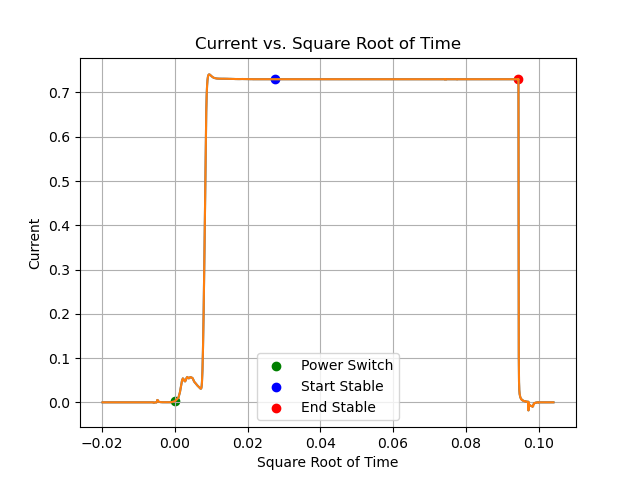 Current vs. Square Root of Time
Current
0.7
0.6
0.5
0.4
0.3
0.2
0.1
0.0
Power Switch
Start Stable
End Stable
−0.02
0.00
0.02
0.04
0.06
0.08
0.10
Square Root of Time